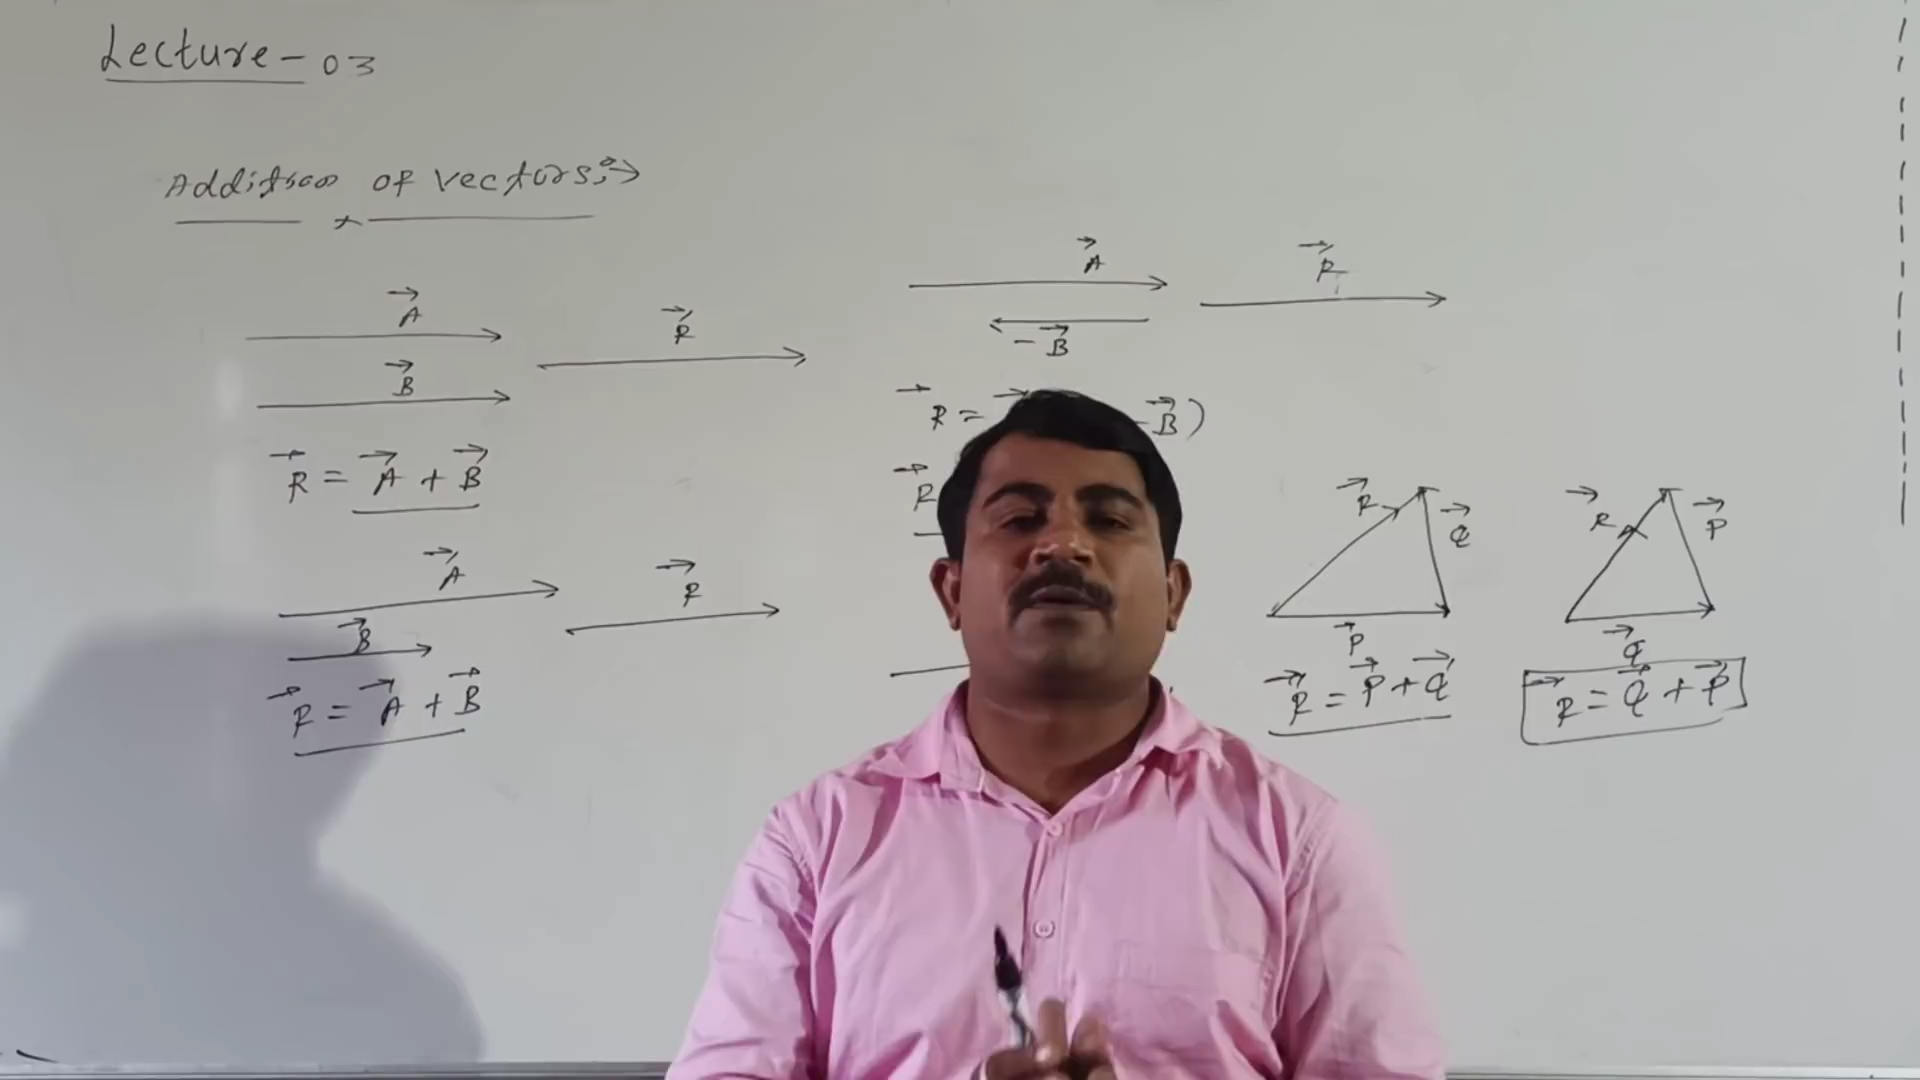 Lecture - 03
Addition of vectors:→
A⃗
R⃗
B⃗
R⃗ = A⃗ + B⃗
A⃗
R⃗
B⃗
R⃗ = A⃗ + B⃗
A⃗
R⃗
-B⃗
R⃗ = - B⃗ )
R⃗
R⃗
Q⃗
P⃗
R⃗ = P⃗ + Q⃗
R⃗
P⃗
Q⃗
R⃗ = Q⃗ + P⃗